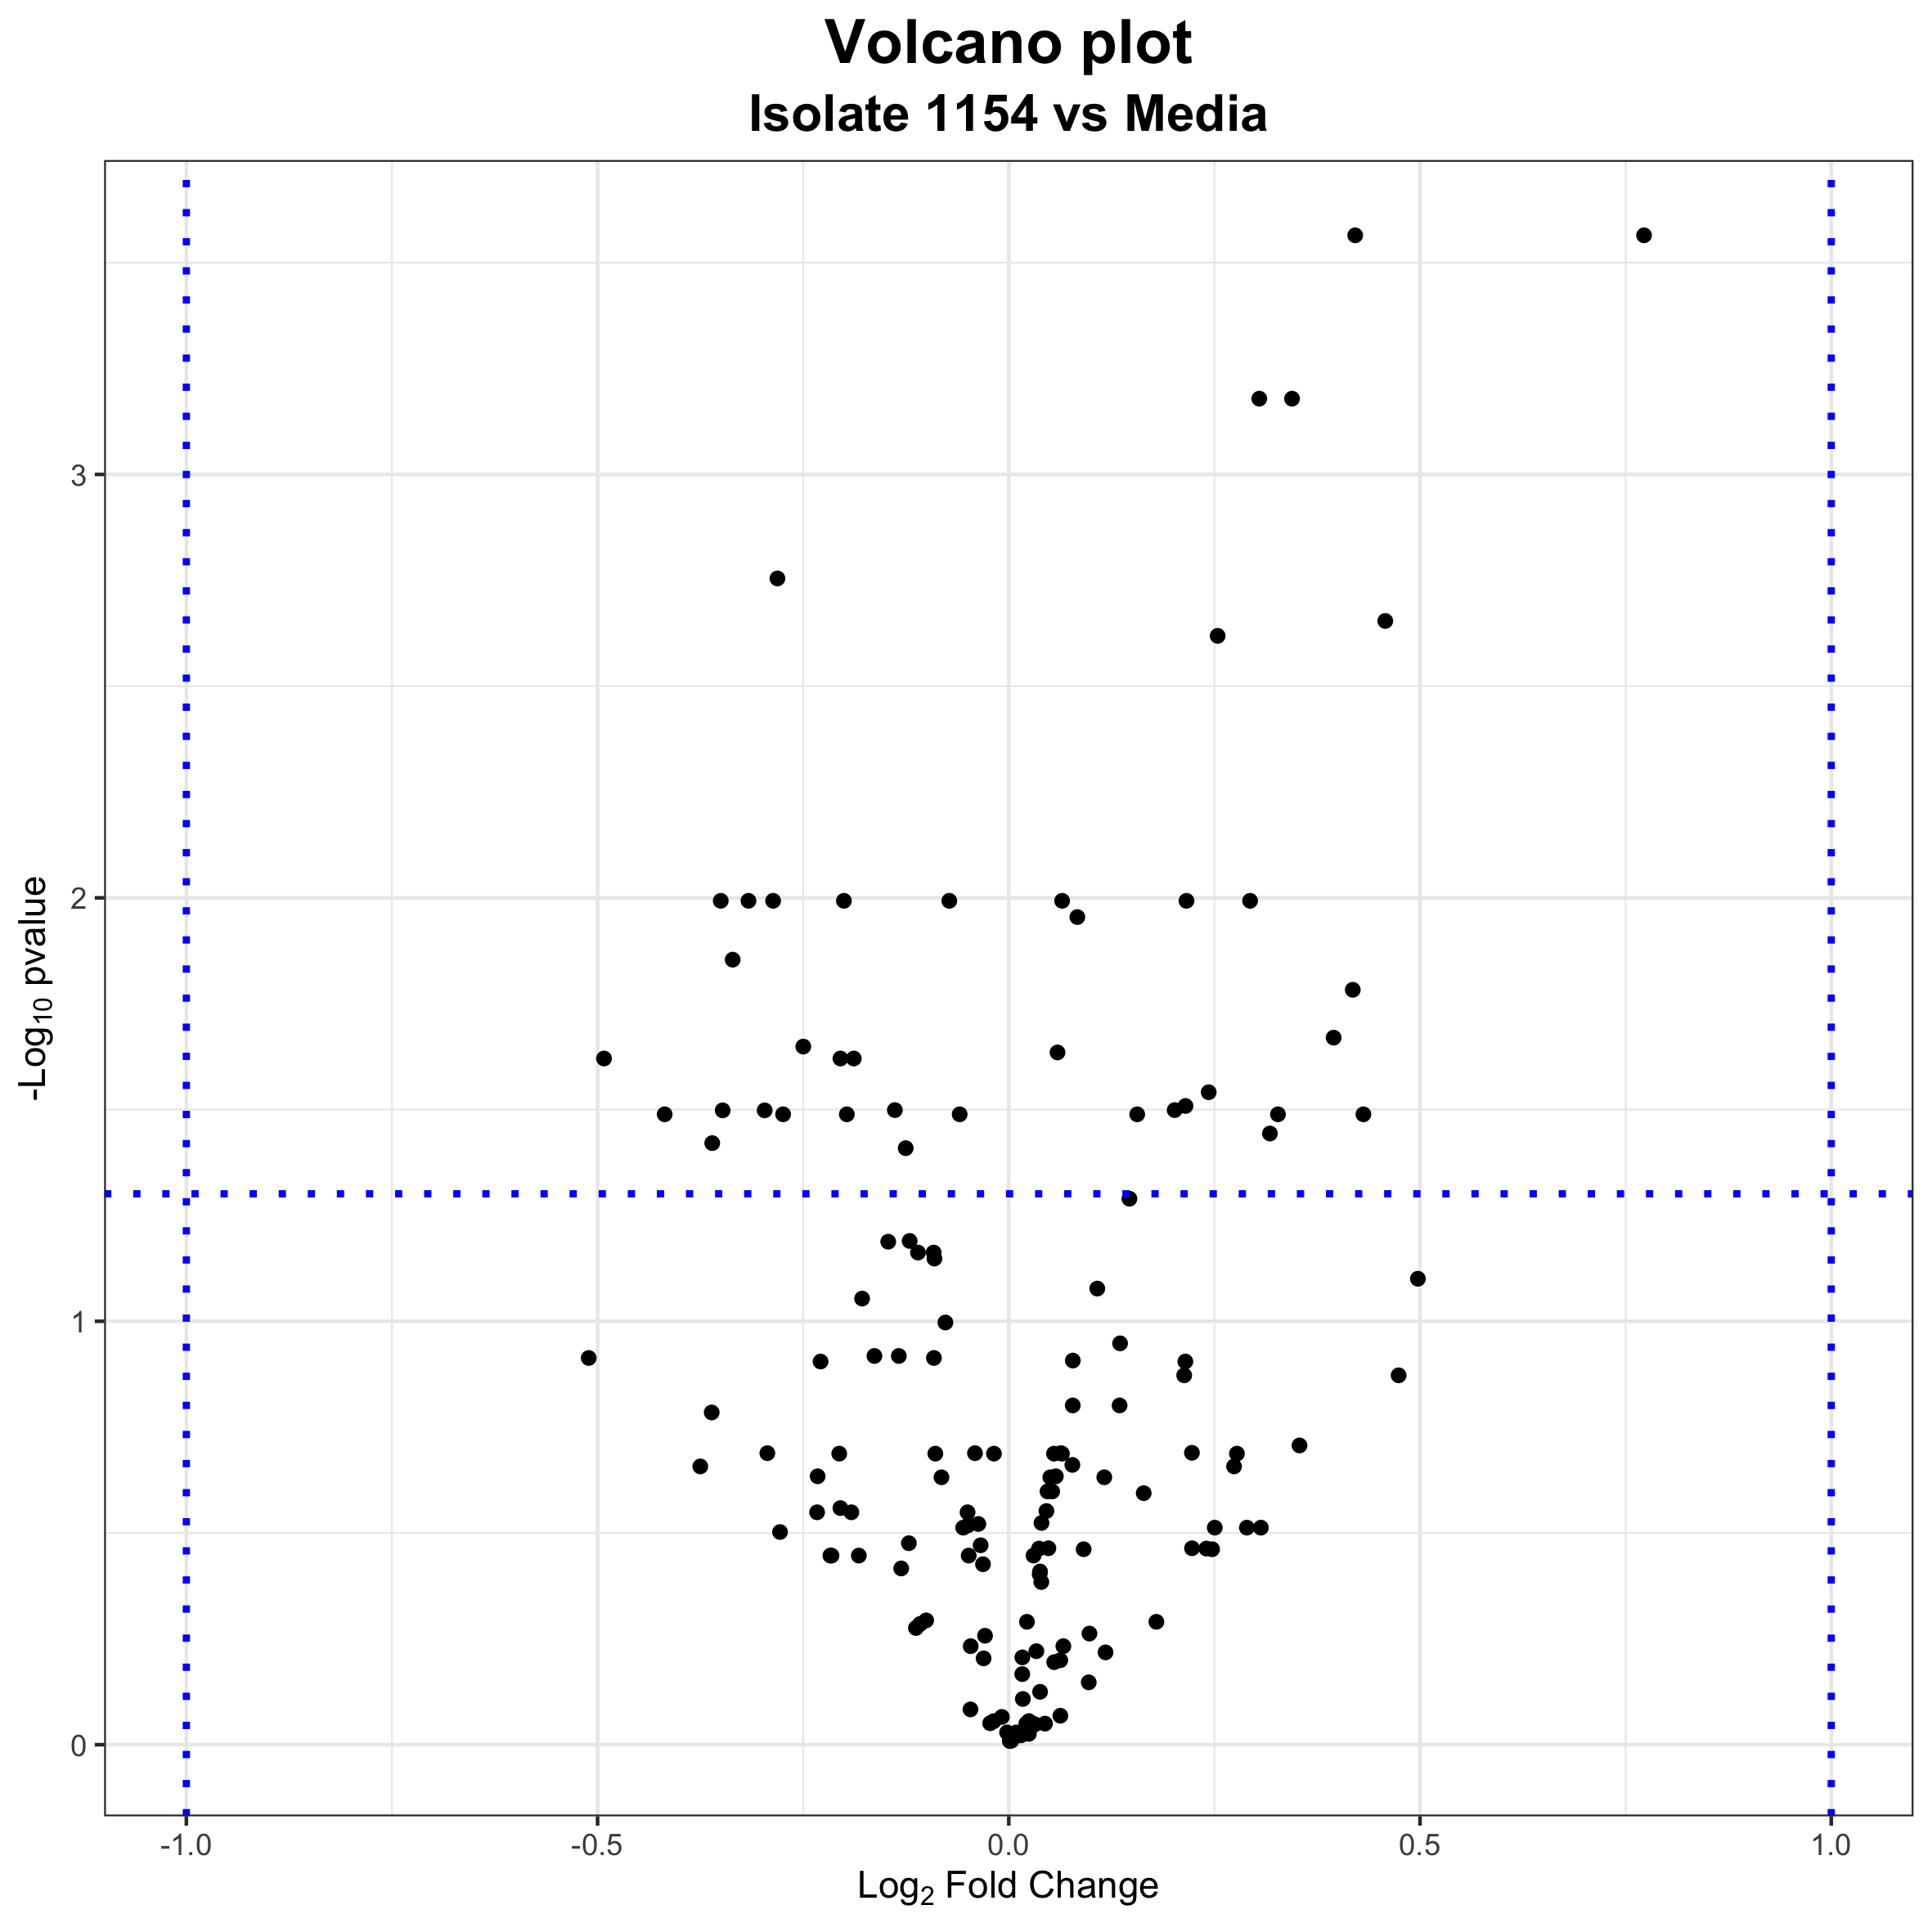 Volcano plot
Isolate 1154 vs Media
3
2
1
0
-Log10 pvalue
-1.0 -0.5 0.0 0.5 1.0
Log2 Fold Change